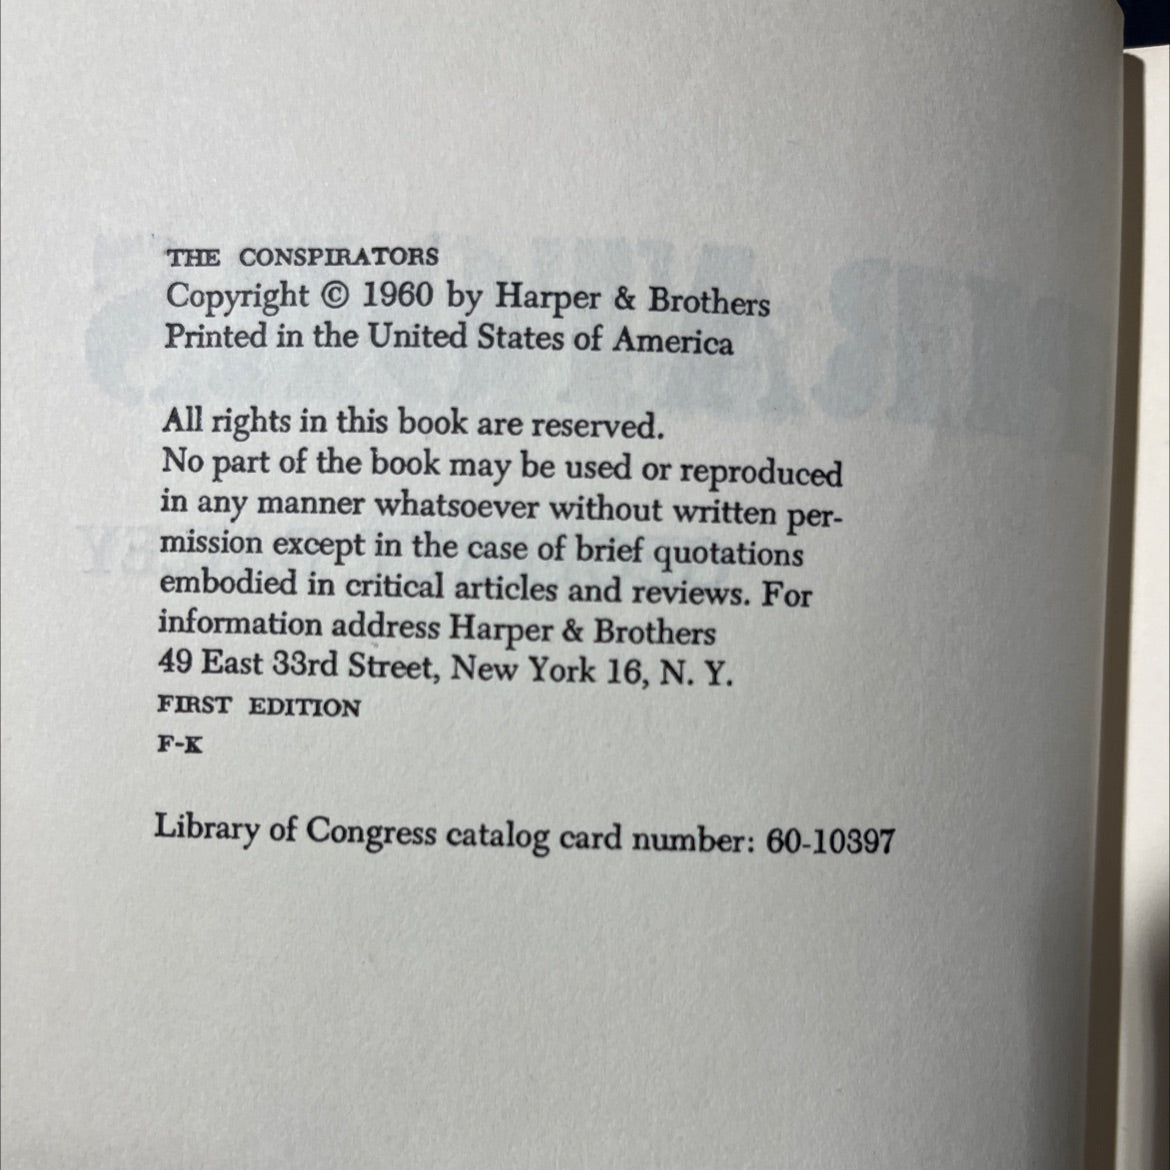 THE CONSPIRATORS
Copyright © 1960 by Harper & Brothers
Printed in the United States of America
All rights in this book are reserved.
No part of the book may be used or reproduced
in any manner whatsoever without written per-
mission except in the case of brief quotations
embodied in critical articles and reviews. For
information address Harper & Brothers
49 East 33rd Street, New York 16, N. Y.
FIRST EDITION
F-K
Library of Congress catalog card number: 60-10397